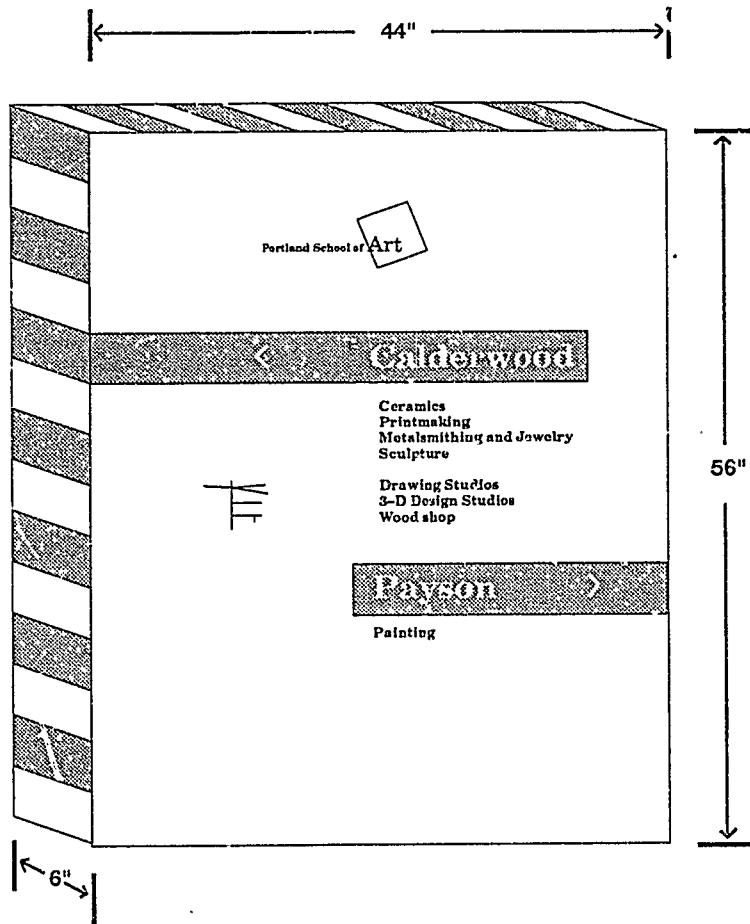 44"
Portland School of Art
< Calderwood
Ceramics
Printmaking
Metalsmithing and Jewelry
Sculpture
Drawing Studios
3-D Design Studios
Wood shop
56"
Payson >
Painting
6"